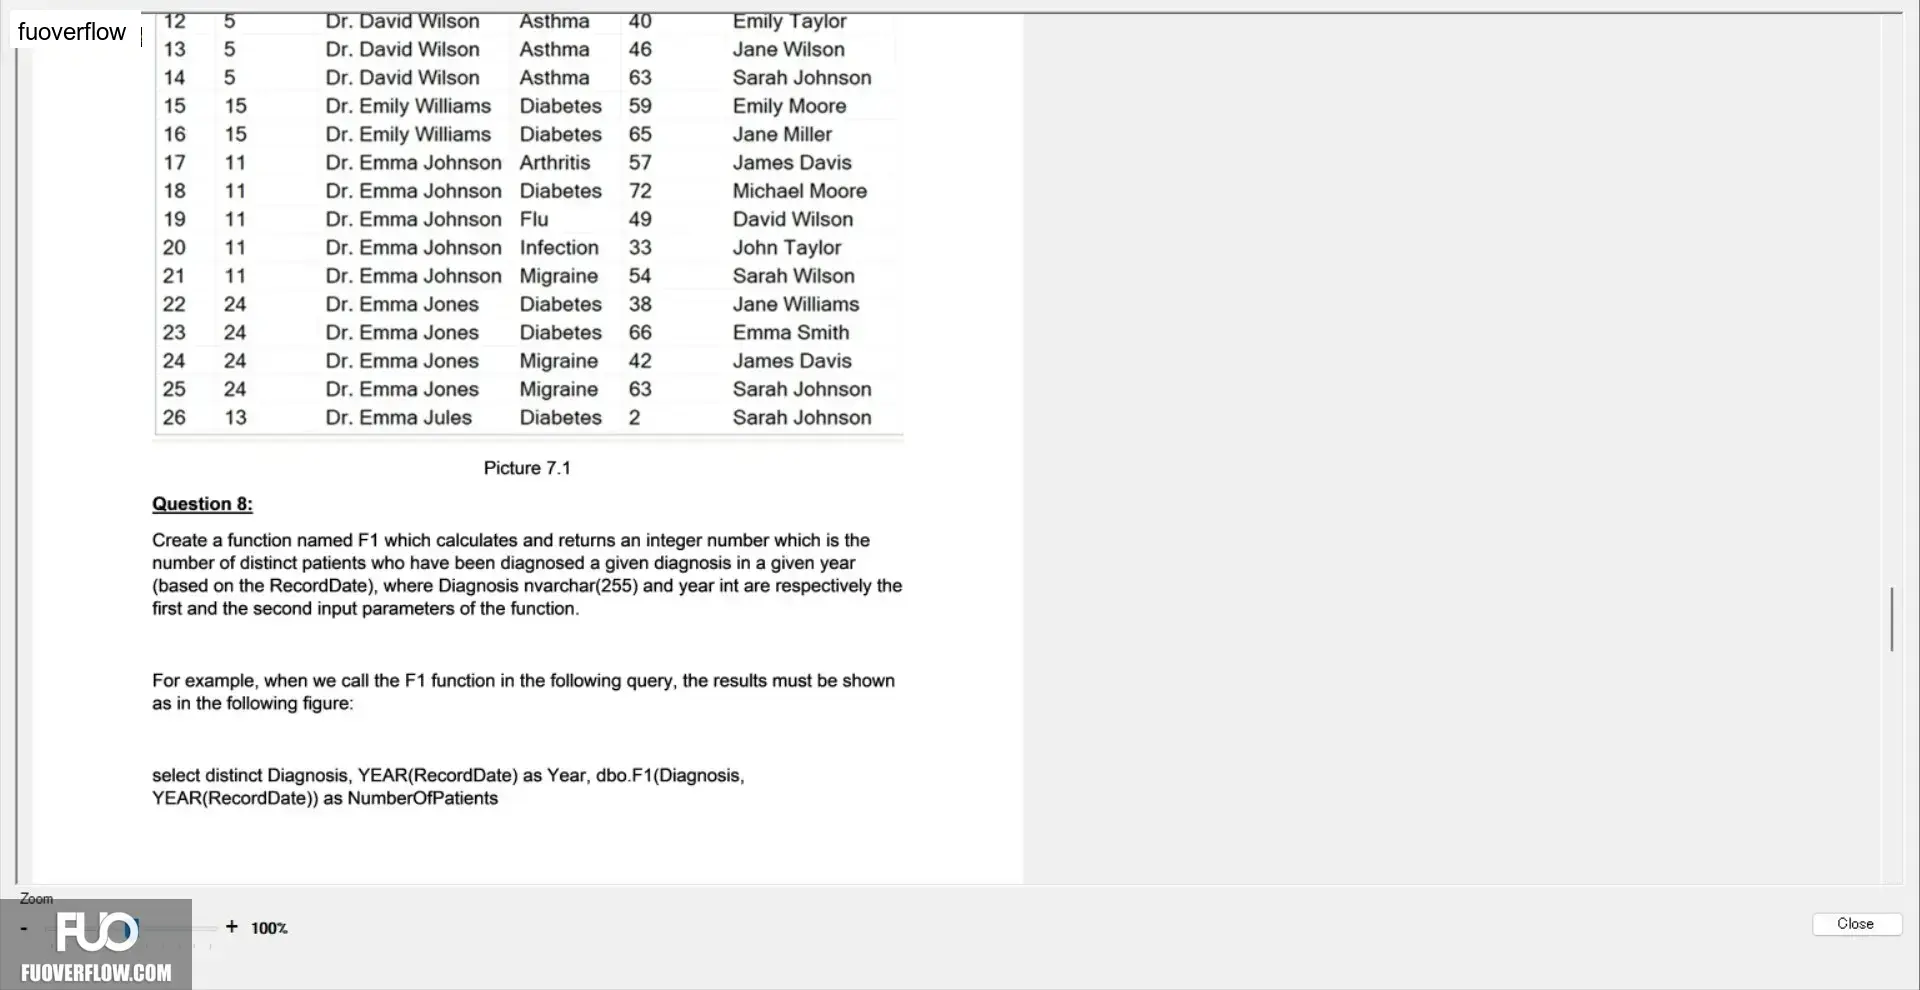 fuoverflow
12 5 Dr. David Wilson Asthma 40 Emily Taylor
13 5 Dr. David Wilson Asthma 46 Jane Wilson
14 5 Dr. David Wilson Asthma 63 Sarah Johnson
15 15 Dr. Emily Williams Diabetes 59 Emily Moore
16 15 Dr. Emily Williams Diabetes 65 Jane Miller
17 11 Dr. Emma Johnson Arthritis 57 James Davis
18 11 Dr. Emma Johnson Diabetes 72 Michael Moore
19 11 Dr. Emma Johnson Flu 49 David Wilson
20 11 Dr. Emma Johnson Infection 33 John Taylor
21 11 Dr. Emma Johnson Migraine 54 Sarah Wilson
22 24 Dr. Emma Jones Diabetes 38 Jane Williams
23 24 Dr. Emma Jones Diabetes 66 Emma Smith
24 24 Dr. Emma Jones Migraine 42 James Davis
25 24 Dr. Emma Jones Migraine 63 Sarah Johnson
26 13 Dr. Emma Jules Diabetes 2 Sarah Johnson
Picture 7.1
Question 8:
Create a function named F1 which calculates and returns an integer number which is the
number of distinct patients who have been diagnosed a given diagnosis in a given year
(based on the RecordDate), where Diagnosis nvarchar(255) and year int are respectively the
first and the second input parameters of the function.
For example, when we call the F1 function in the following query, the results must be shown
as in the following figure:
select distinct Diagnosis, YEAR(RecordDate) as Year, dbo.F1(Diagnosis,
YEAR(RecordDate)) as NumberOfPatients
Zoom
- + 100%
Close
FUO
FUOVERFLOW.COM